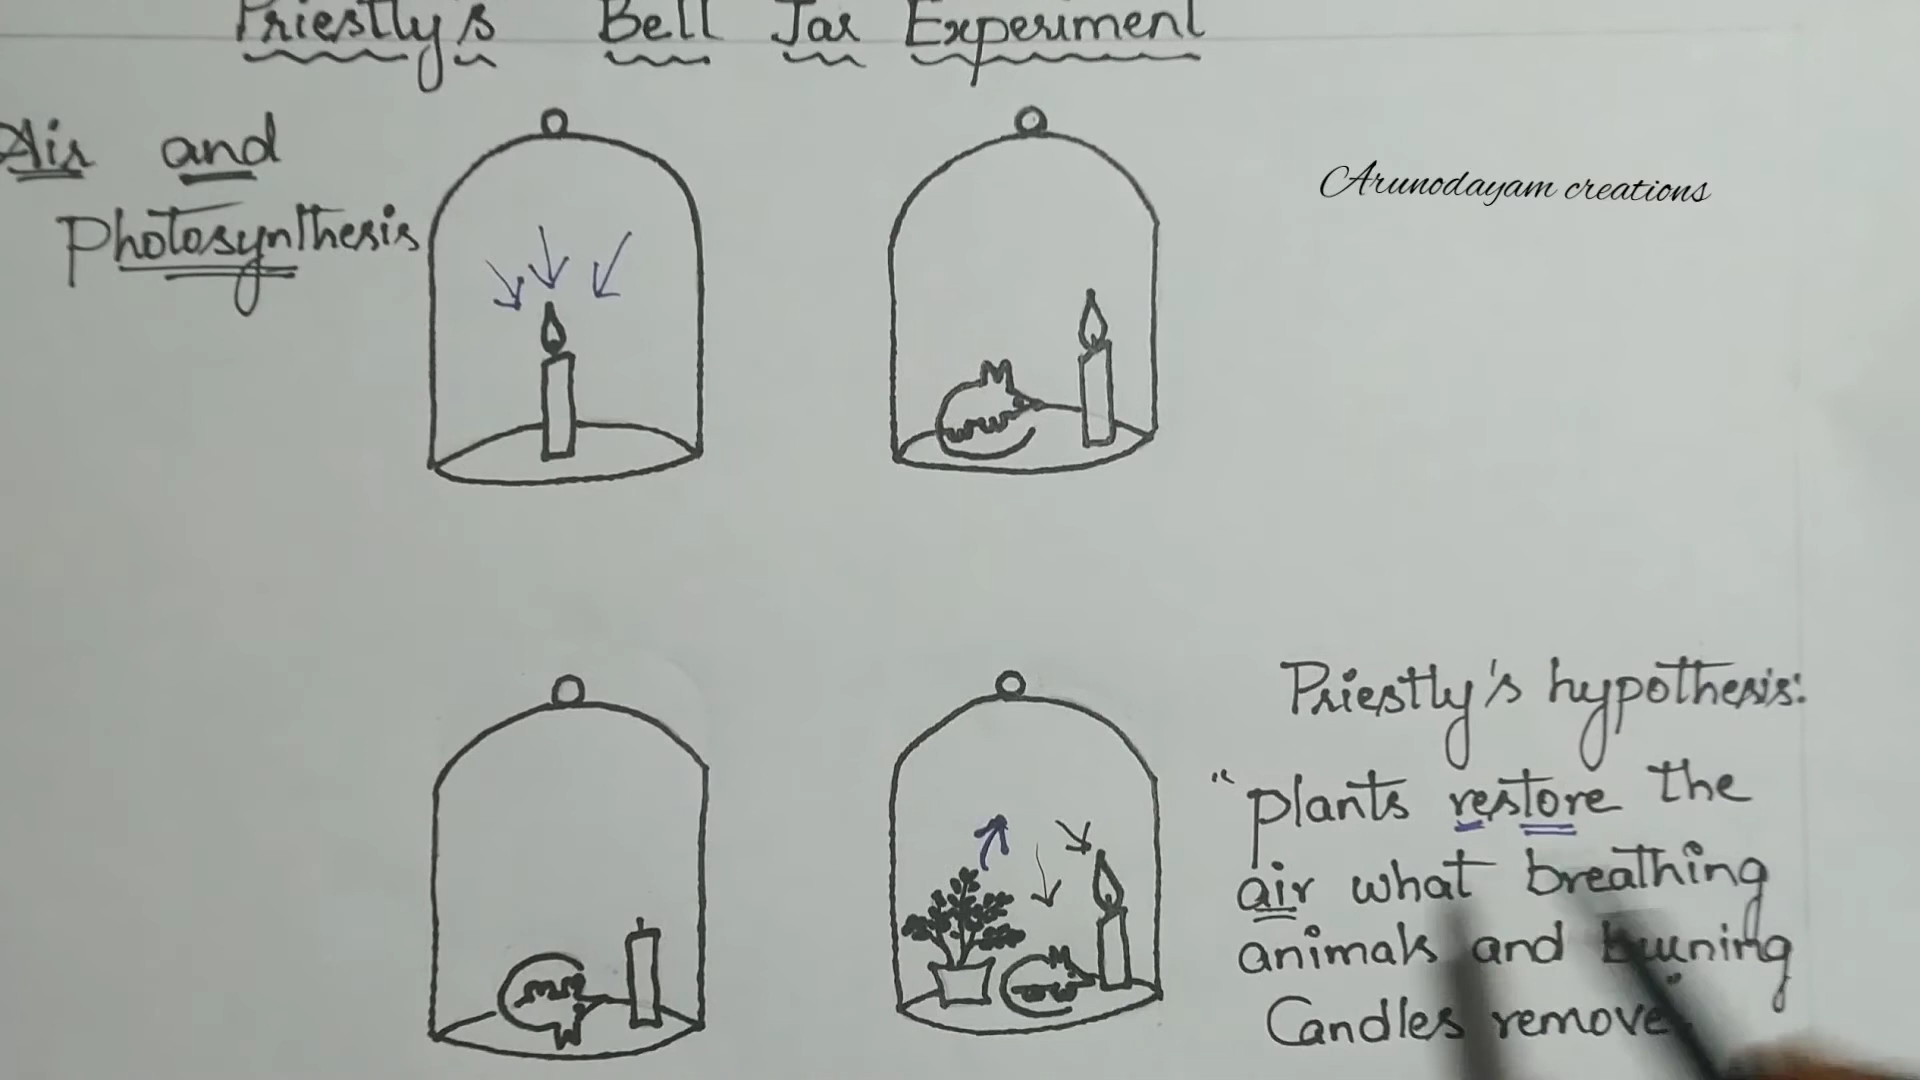 Priestly's Bell Jar Experiment
Air and
Photosynthesis
Arunodayam creations
Priestly's hypothesis:
"plants restore the
air what breathing
animals and burning
Candles remove"